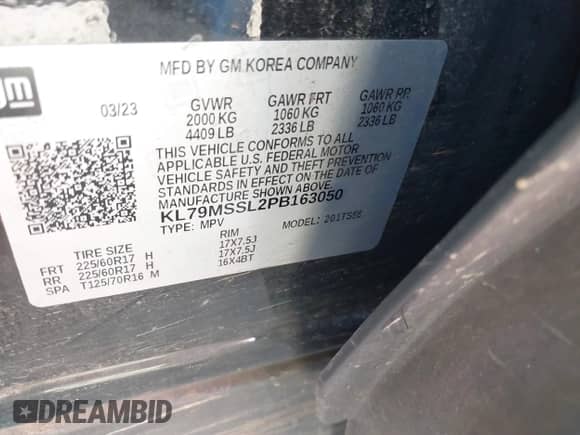 gm
MFD BY GM KOREA COMPANY
03/23 GVWR GAWR FRT GAWR RR
2000 KG 1060 KG 1060 KG
4409 LB 2336 LB 2336 LB
THIS VEHICLE CONFORMS TO ALL
APPLICABLE U.S. FEDERAL MOTOR
VEHICLE SAFETY AND THEFT PREVENTION
STANDARDS IN EFFECT ON THE DATE OF
MANUFACTURE SHOWN ABOVE.
KL79MSSL2PB163050
TYPE: MPV
TIRE SIZE RIM
FRT 225/60R17 H 17X7.5J
RR 225/60R17 H 17X7.5J
SPA T125/70R16 M 16X4BT
DREAMBID